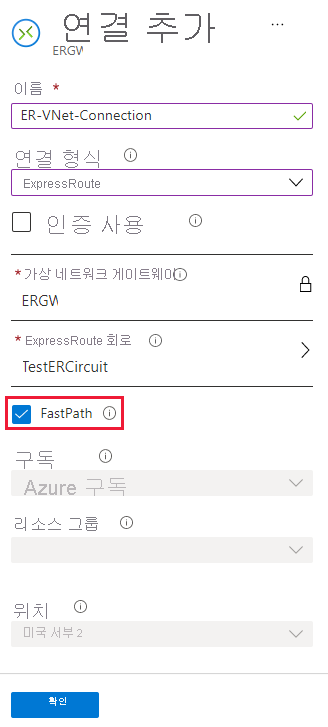 연결 추가
...
ERGW
이름 *
ER-VNet-Connection
연결 형식
ExpressRoute
인증 사용
* 가상 네트워크 게이트웨이
ERGW
* ExpressRoute 회로
TestERCircuit
FastPath
구독
Azure 구독
리소스 그룹
위치
미국 서부 2
확인